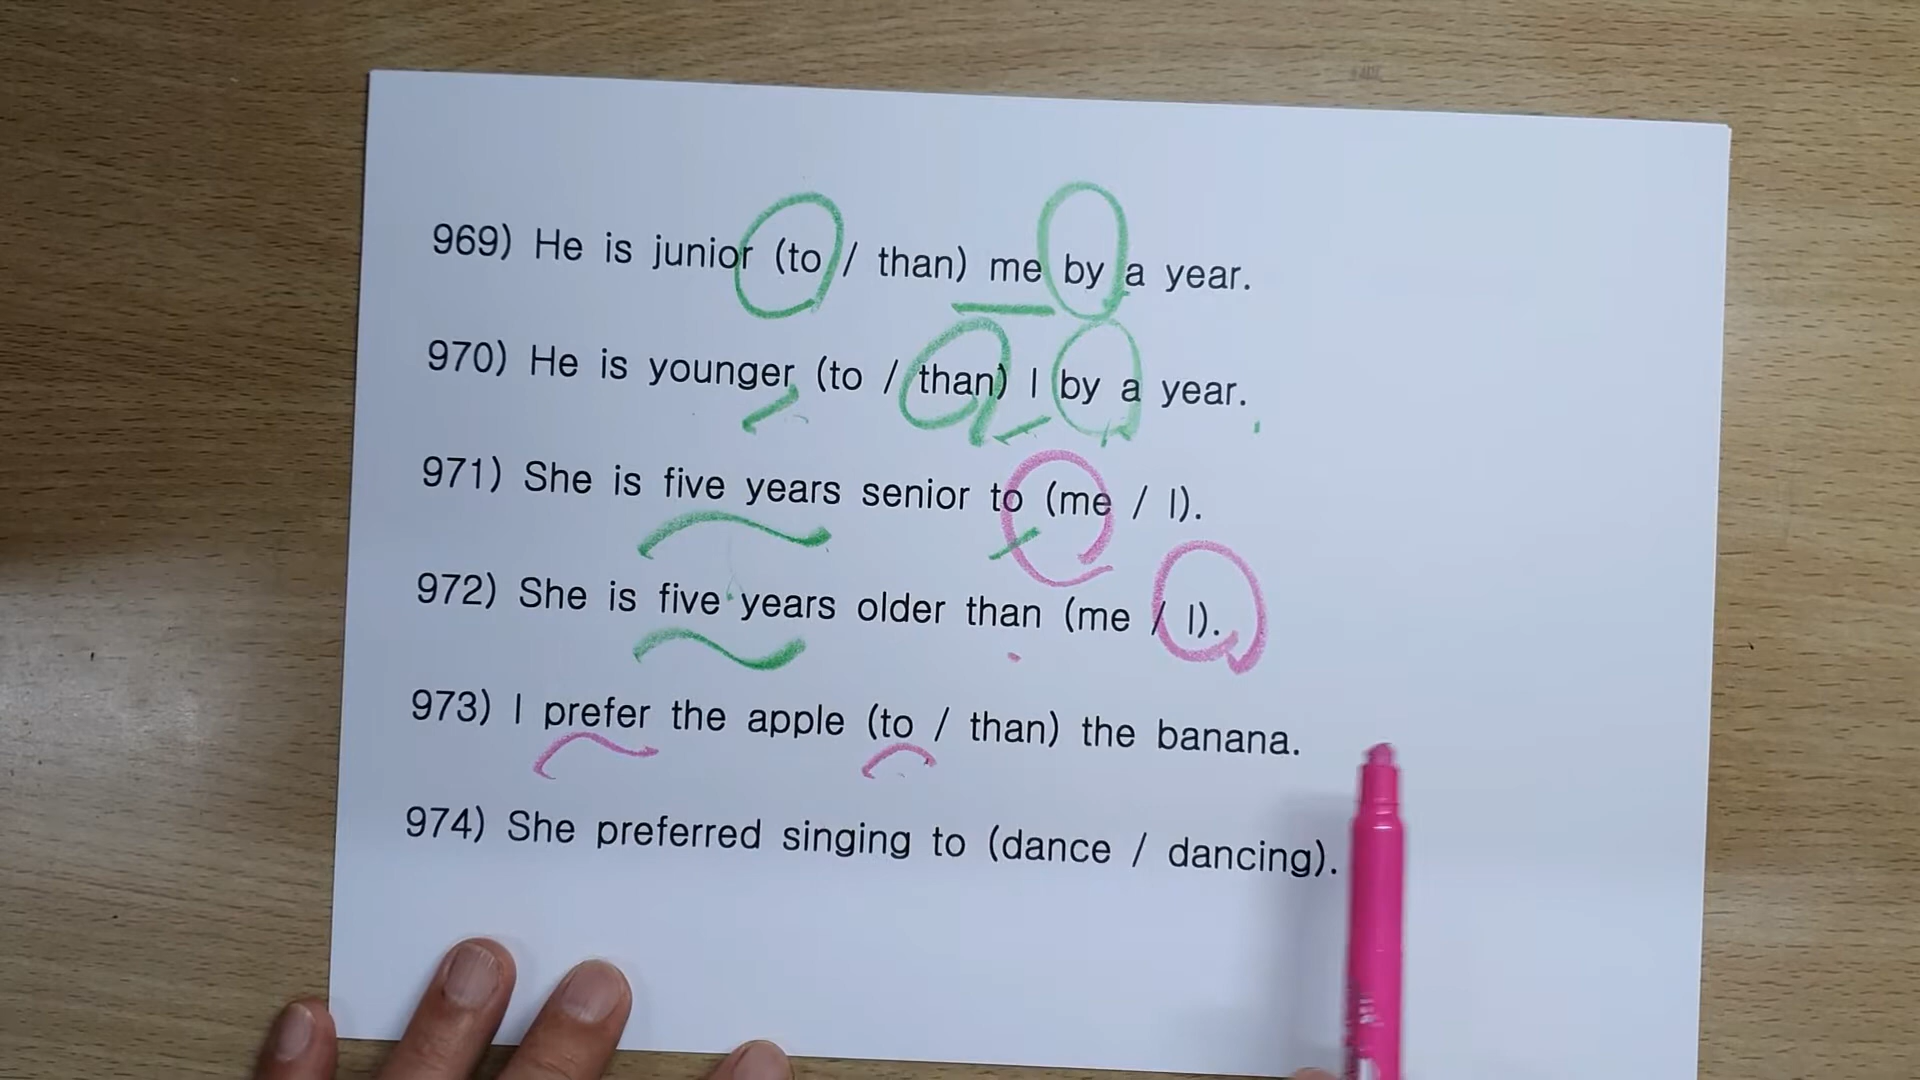 969) He is junior (to / than) me by a year.
970) He is younger (to / than) I by a year.
971) She is five years senior to (me / I).
972) She is five years older than (me / I).
973) I prefer the apple (to / than) the banana.
974) She preferred singing to (dance / dancing).